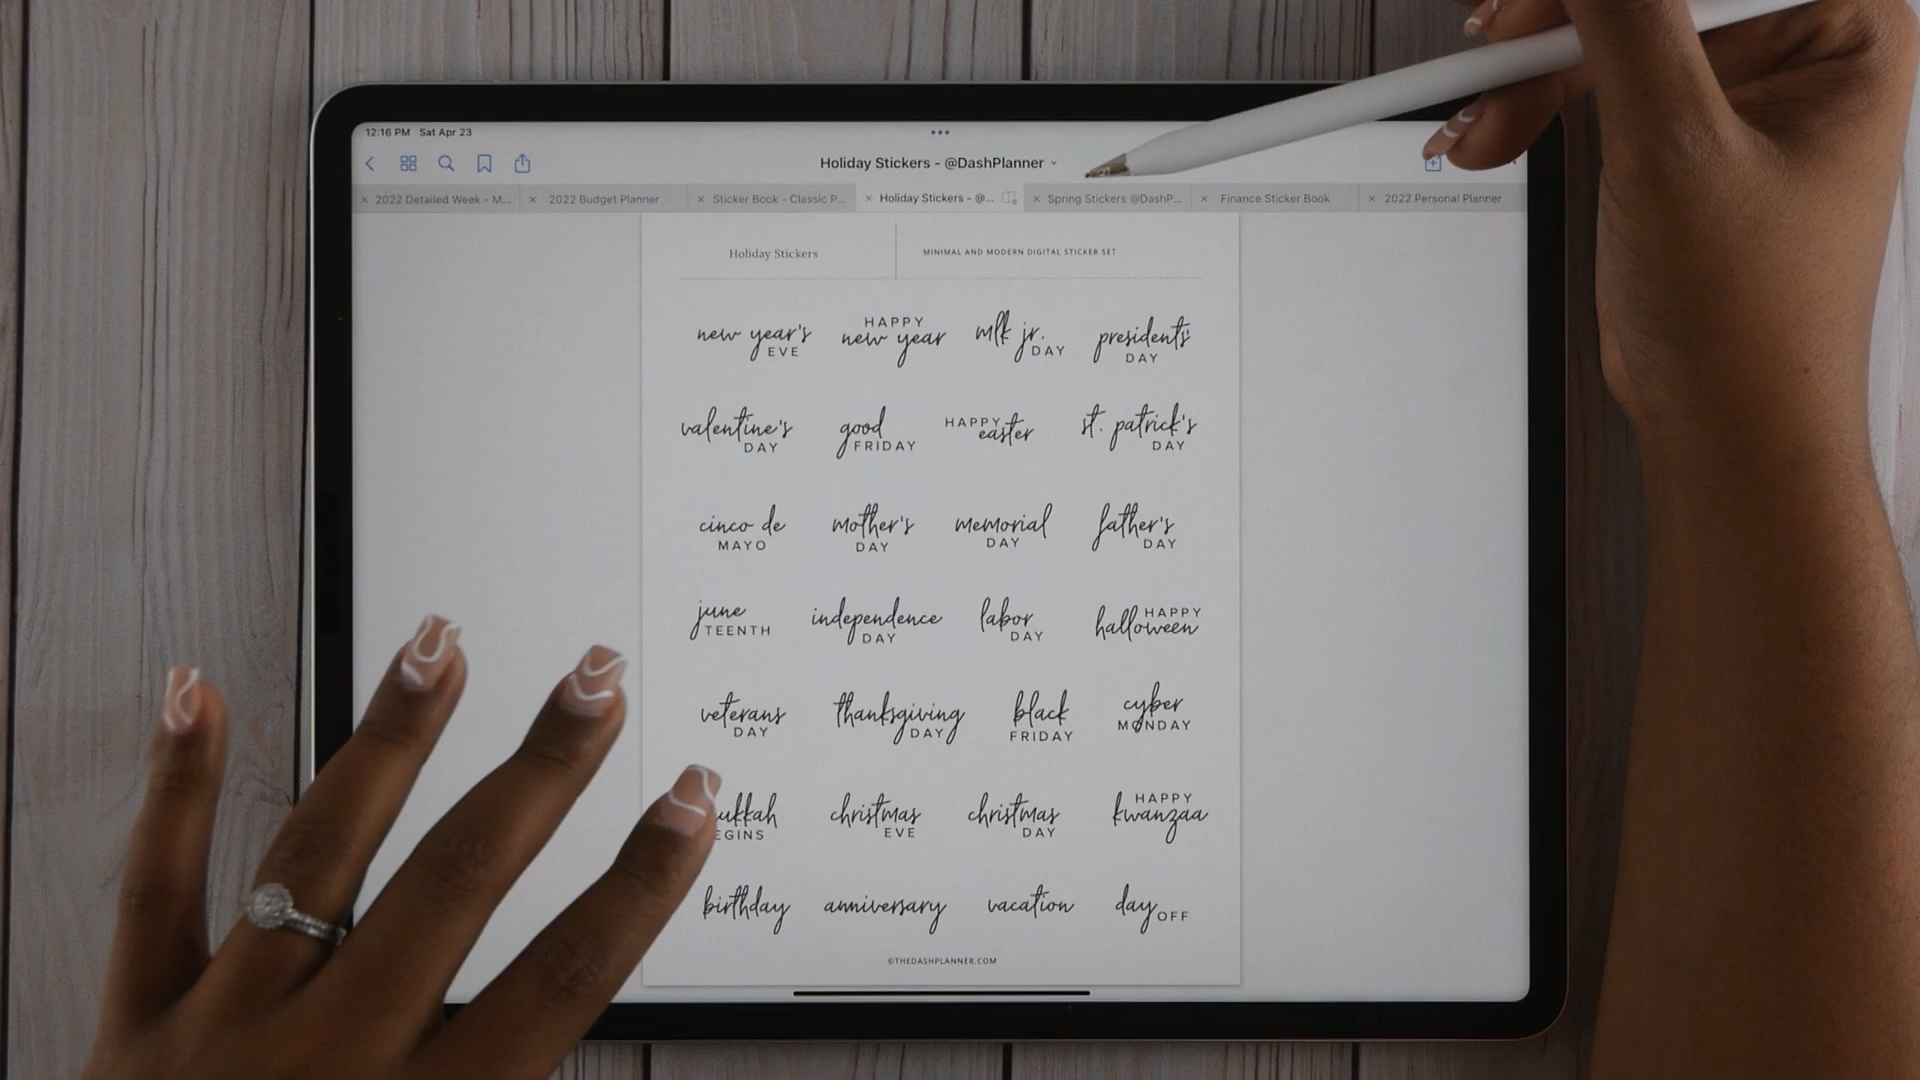 12:16 PM Sat Apr 23
Holiday Stickers - @DashPlanner
2022 Detailed Week - M...
2022 Budget Planner
Sticker Book - Classic P...
Holiday Stickers - @...
Spring Stickers @DashP...
Finance Sticker Book
2022 Personal Planner
Holiday Stickers
MINIMAL AND MODERN DIGITAL STICKER SET
new year's EVE
HAPPY new year
mlk jr. DAY
presidents' DAY
valentine's DAY
good FRIDAY
HAPPY easter
st. patrick's DAY
cinco de MAYO
mother's DAY
memorial DAY
father's DAY
june TEENTH
independence DAY
labor DAY
HAPPY halloween
veterans DAY
thanksgiving DAY
black FRIDAY
cyber MONDAY
ukkah EGINS
christmas EVE
christmas DAY
HAPPY kwanzaa
birthday
anniversary
vacation
day OFF
©THEDASHPLANNER.COM